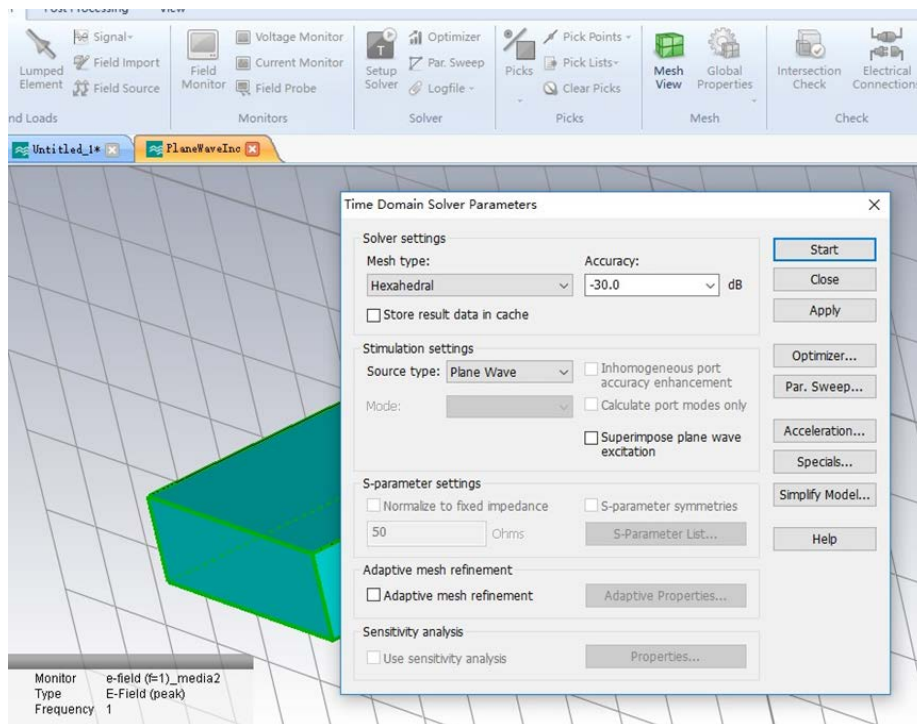 Post Processing View
Signal
Field Import
Field Source
Lumped
Element
Field
Monitor
Voltage Monitor
Current Monitor
Field Probe
Setup
Solver
Optimizer
Par. Sweep
Logfile
Picks
Pick Points
Pick Lists
Clear Picks
Mesh
View
Global
Properties
Intersection
Check
Electrical
Connection
nd Loads
Monitors
Solver
Picks
Mesh
Check
Untitled_1*
PlaneWaveInc
Time Domain Solver Parameters
Solver settings
Mesh type:
Accuracy:
Hexahedral
-30.0
dB
Store result data in cache
Stimulation settings
Source type:
Plane Wave
Inhomogeneous port
accuracy enhancement
Mode:
Calculate port modes only
Superimpose plane wave
excitation
S-parameter settings
Normalize to fixed impedance
S-parameter symmetries
50
Ohms
S-Parameter List...
Adaptive mesh refinement
Adaptive mesh refinement
Adaptive Properties...
Sensitivity analysis
Use sensitivity analysis
Properties...
Start
Close
Apply
Optimizer...
Par. Sweep...
Acceleration...
Specials...
Simplify Model...
Help
Monitor e-field (f=1)_media2
Type E-Field (peak)
Frequency 1